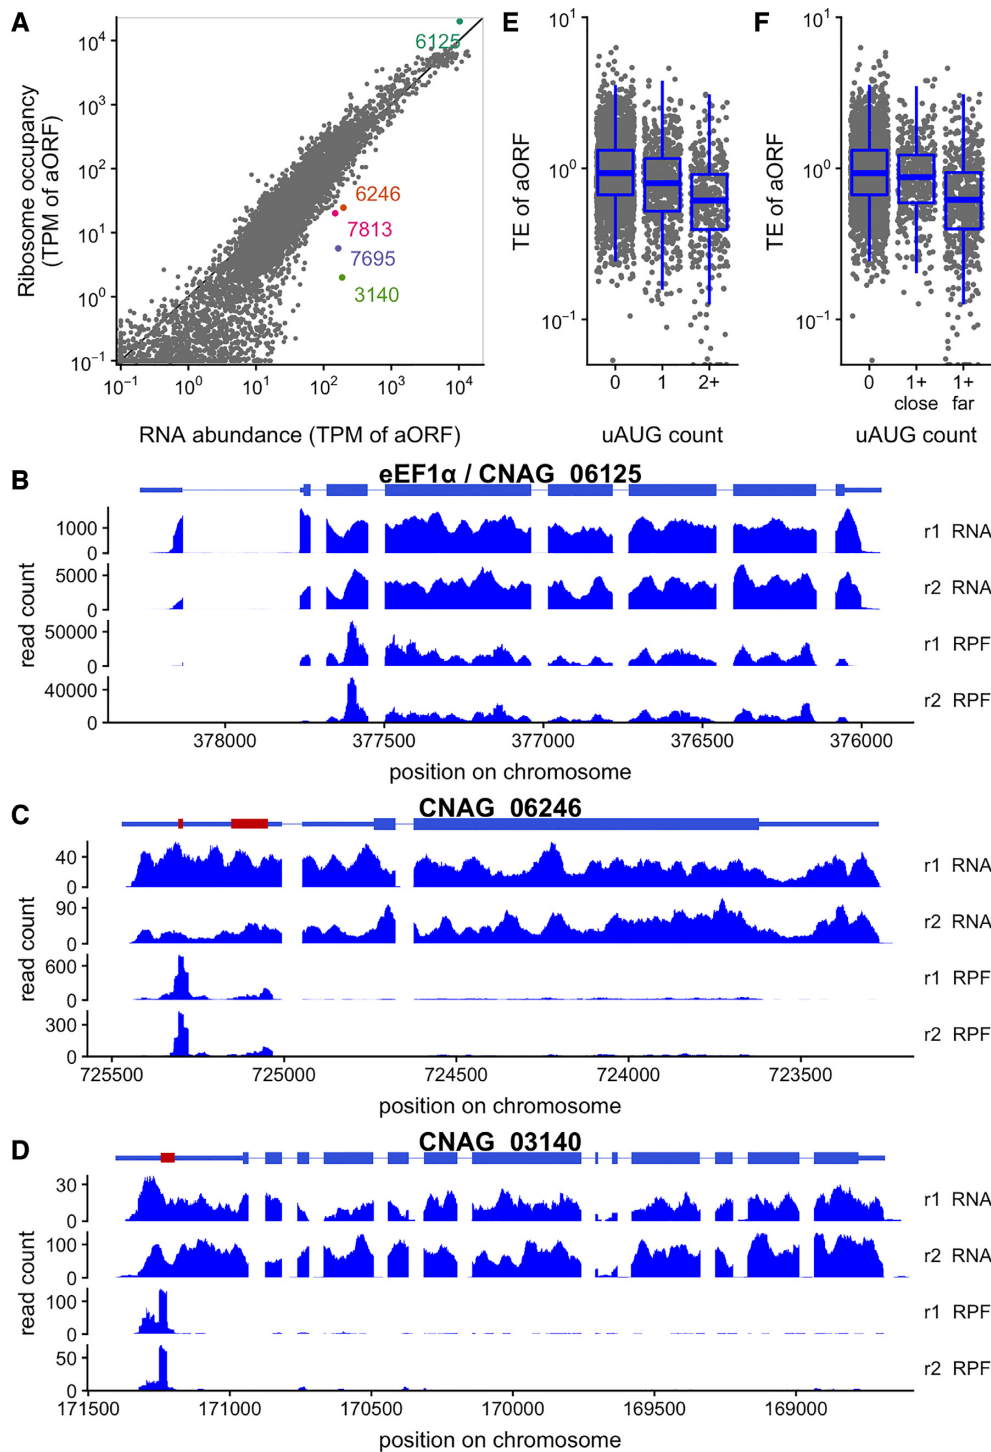 A
Ribosome occupancy
(TPM of aORF)
10⁴
10³
10²
10¹
10⁰
10⁻¹
6125
6246
7813
7695
3140
10⁻¹ 10⁰ 10¹ 10² 10³ 10⁴
RNA abundance (TPM of aORF)
E
TE of aORF
10¹
10⁰
10⁻¹
0 1 2+
uAUG count
F
TE of aORF
10¹
10⁰
10⁻¹
0 1+ 1+
close far
uAUG count
B
eEF1α / CNAG_06125
read count
1000
0
r1 RNA
5000
0
r2 RNA
50000
0
r1 RPF
40000
0
r2 RPF
378000 377500 377000 376500 376000
position on chromosome
C
CNAG_06246
read count
40
0
r1 RNA
90
0
r2 RNA
600
0
r1 RPF
300
0
r2 RPF
725500 725000 724500 724000 723500
position on chromosome
D
CNAG_03140
read count
30
0
r1 RNA
100
0
r2 RNA
100
0
r1 RPF
50
0
r2 RPF
171500 171000 170500 170000 169500 169000
position on chromosome